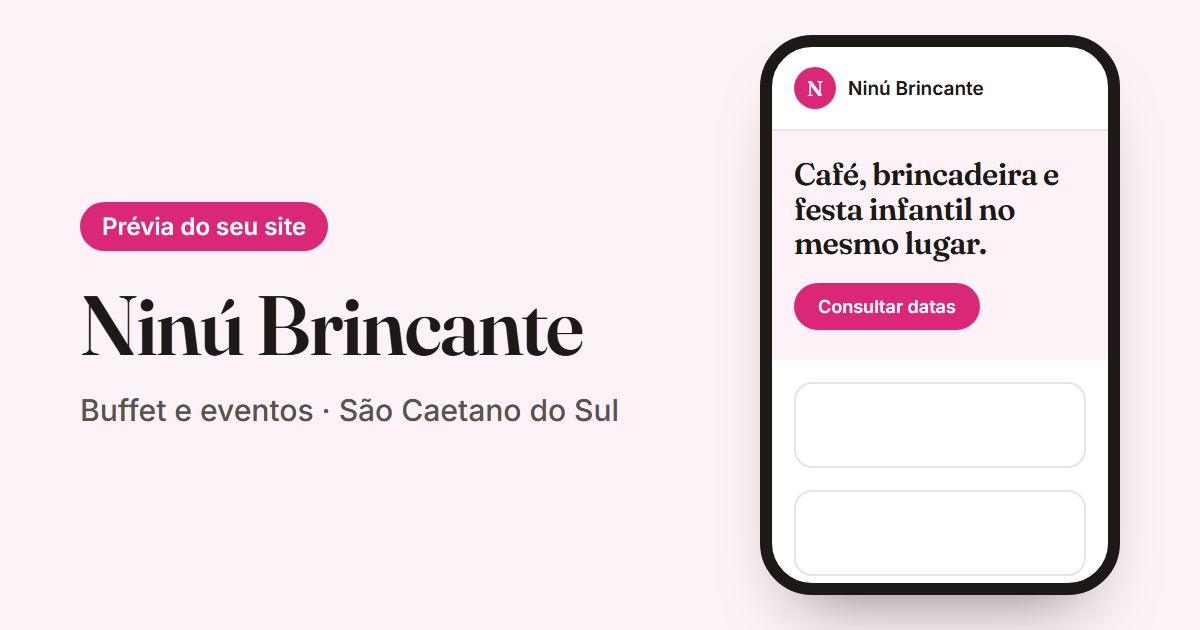 Prévia do seu site
Ninú Brincante
Buffet e eventos · São Caetano do Sul
N
Ninú Brincante
Café, brincadeira e
festa infantil no
mesmo lugar.
Consultar datas